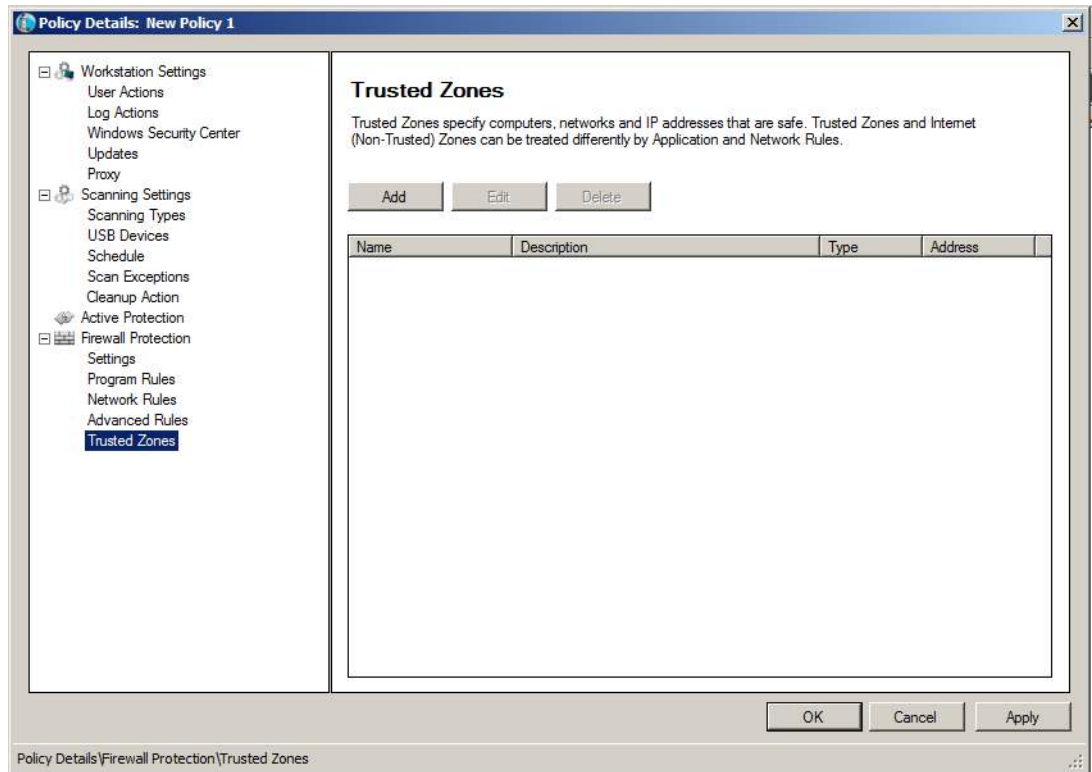 Policy Details: New Policy 1
Workstation Settings
User Actions
Log Actions
Windows Security Center
Updates
Proxy
Scanning Settings
Scanning Types
USB Devices
Schedule
Scan Exceptions
Cleanup Action
Active Protection
Firewall Protection
Settings
Program Rules
Network Rules
Advanced Rules
Trusted Zones
Trusted Zones
Trusted Zones specify computers, networks and IP addresses that are safe. Trusted Zones and Internet
(Non-Trusted) Zones can be treated differently by Application and Network Rules.
Add Edit Delete
Name Description Type Address
OK Cancel Apply
Policy Details\Firewall Protection\Trusted Zones